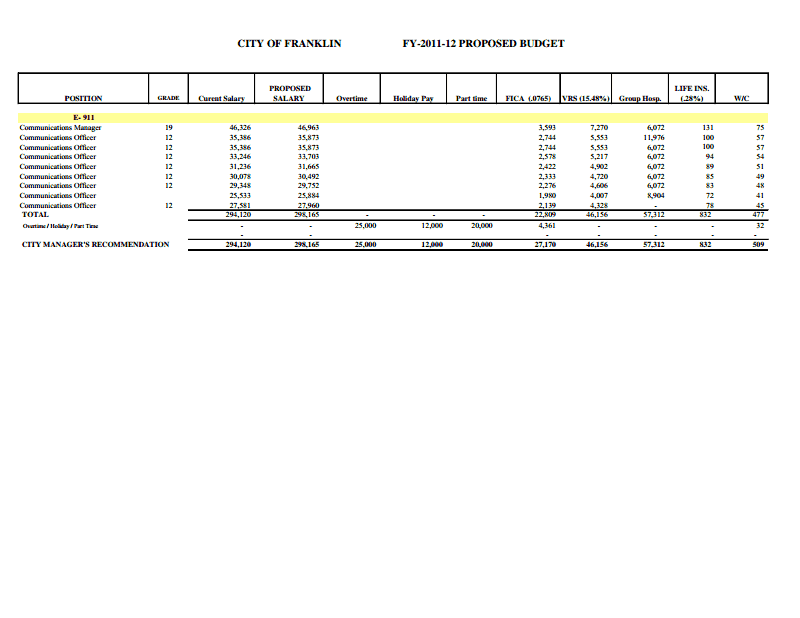 CITY OF FRANKLIN FY-2011-12 PROPOSED BUDGET
POSITION GRADE Curent Salary PROPOSED SALARY Overtime Holiday Pay Part time FICA (.0765) VRS (15.48%) Group Hosp. LIFE INS. (.28%) W/C
E- 911
Communications Manager 19 46,326 46,963 3,593 7,270 6,072 131 75
Communications Officer 12 35,386 35,873 2,744 5,553 11,976 100 57
Communications Officer 12 35,386 35,873 2,744 5,553 6,072 100 57
Communications Officer 12 33,246 33,703 2,578 5,217 6,072 94 54
Communications Officer 12 31,236 31,665 2,422 4,902 6,072 89 51
Communications Officer 12 30,078 30,492 2,333 4,720 6,072 85 49
Communications Officer 12 29,348 29,752 2,276 4,606 6,072 83 48
Communications Officer 25,533 25,884 1,980 4,007 8,904 72 41
Communications Officer 12 27,581 27,960 2,139 4,328 - 78 45
TOTAL 294,120 298,165 - - - 22,809 46,156 57,312 832 477
Overtime / Holiday / Part Time - - 25,000 12,000 20,000 4,361 - - - 32
- - - - - - -
CITY MANAGER'S RECOMMENDATION 294,120 298,165 25,000 12,000 20,000 27,170 46,156 57,312 832 509